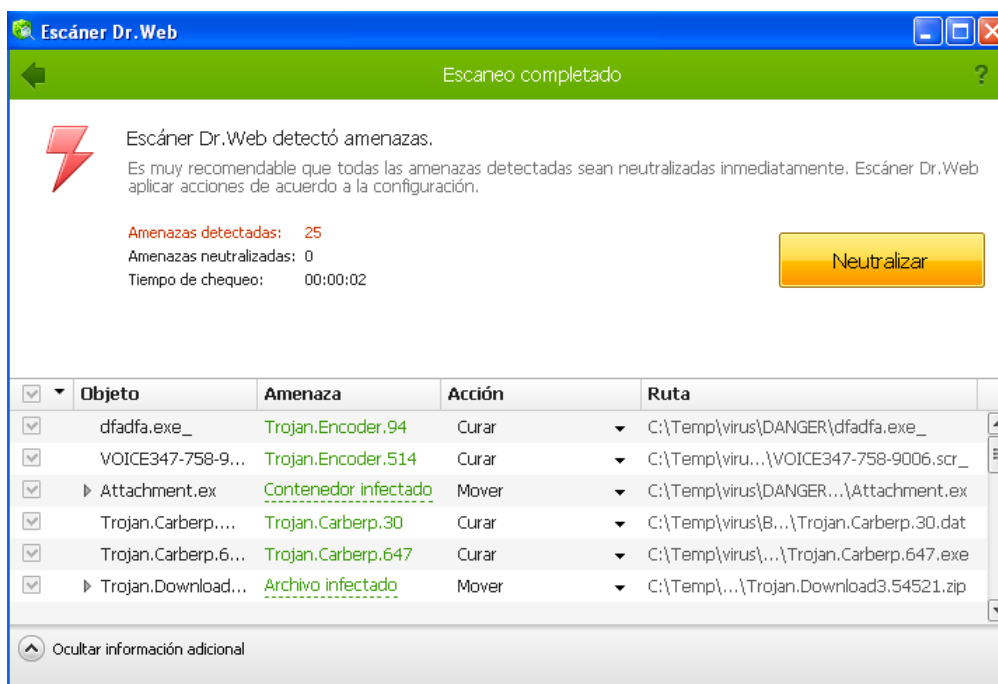 Escáner Dr.Web
Escaneo completado
?
Escáner Dr.Web detectó amenazas.
Es muy recomendable que todas las amenazas detectadas sean neutralizadas inmediatamente. Escáner Dr.Web
aplicar acciones de acuerdo a la configuración.
Amenazas detectadas: 25
Amenazas neutralizadas: 0
Tiempo de chequeo: 00:00:02
Neutralizar
Objeto Amenaza Acción Ruta
dfadfa.exe_ Trojan.Encoder.94 Curar C:\Temp\virus\DANGER\dfadfa.exe_
VOICE347-758-9... Trojan.Encoder.514 Curar C:\Temp\viru...\VOICE347-758-9006.scr_
Attachment.ex Contenedor infectado Mover C:\Temp\virus\DANGER...\Attachment.ex
Trojan.Carberp.... Trojan.Carberp.30 Curar C:\Temp\virus\B...\Trojan.Carberp.30.dat
Trojan.Carberp.6... Trojan.Carberp.647 Curar C:\Temp\virus\...\Trojan.Carberp.647.exe
Trojan.Download... Archivo infectado Mover C:\Temp\...\Trojan.Download3.54521.zip
Ocultar información adicional